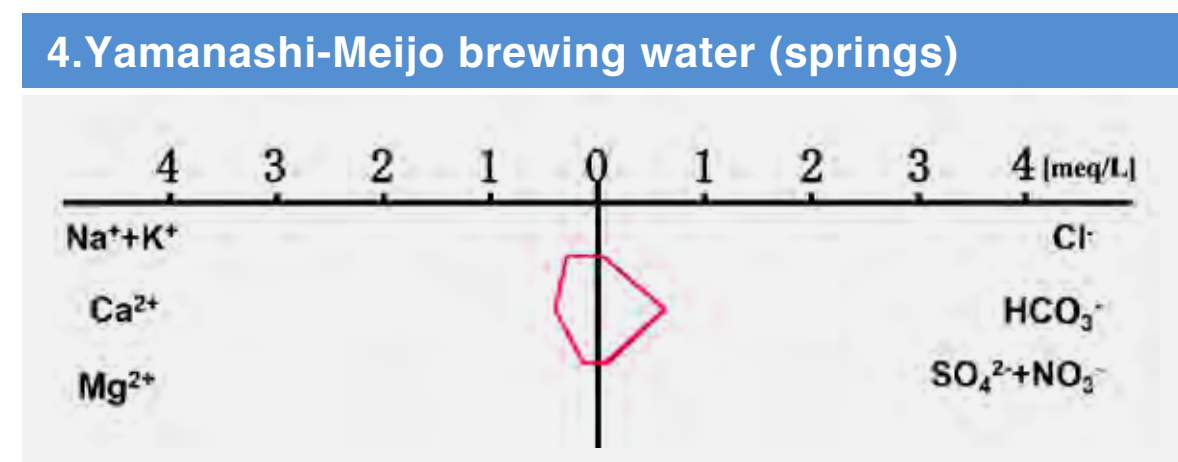 4.Yamanashi-Meijo brewing water (springs)
4 3 2 1 0 1 2 3 4 [meq/L]
Na⁺+K⁺ Cl⁻
Ca²⁺ HCO₃⁻
Mg²⁺ SO₄²⁻+NO₃⁻